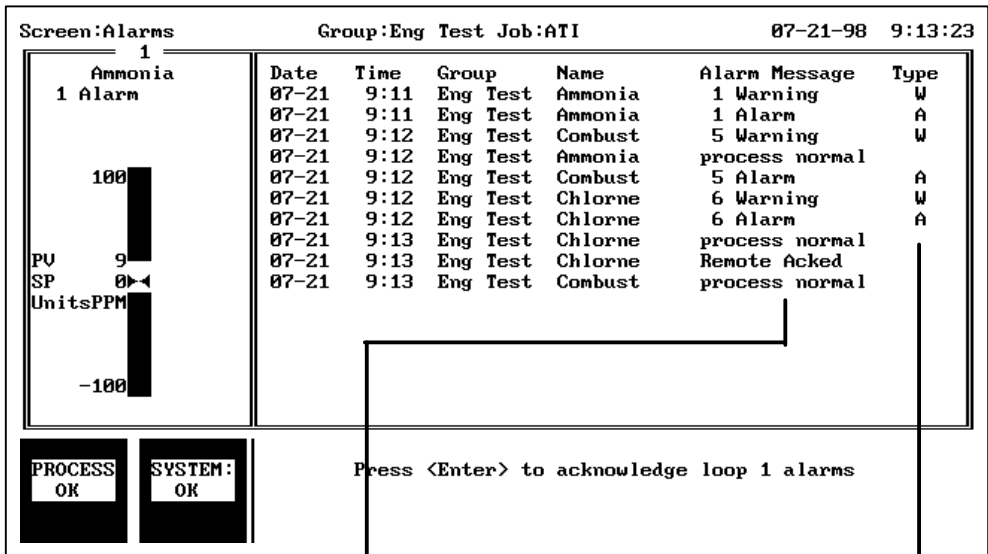 Screen:Alarms Group:Eng Test Job:ATI 07-21-98 9:13:23
1
Ammonia
1 Alarm
100
PV 9
SP 0
UnitsPPM
-100
Date Time Group Name Alarm Message Type
07-21 9:11 Eng Test Ammonia 1 Warning W
07-21 9:11 Eng Test Ammonia 1 Alarm A
07-21 9:12 Eng Test Combust 5 Warning W
07-21 9:12 Eng Test Ammonia process normal
07-21 9:12 Eng Test Combust 5 Alarm A
07-21 9:12 Eng Test Chlorne 6 Warning W
07-21 9:12 Eng Test Chlorne 6 Alarm A
07-21 9:13 Eng Test Chlorne process normal
07-21 9:13 Eng Test Chlorne Remote Acked
07-21 9:13 Eng Test Combust process normal
PROCESS
OK
SYSTEM:
OK
Press <Enter> to acknowledge loop 1 alarms